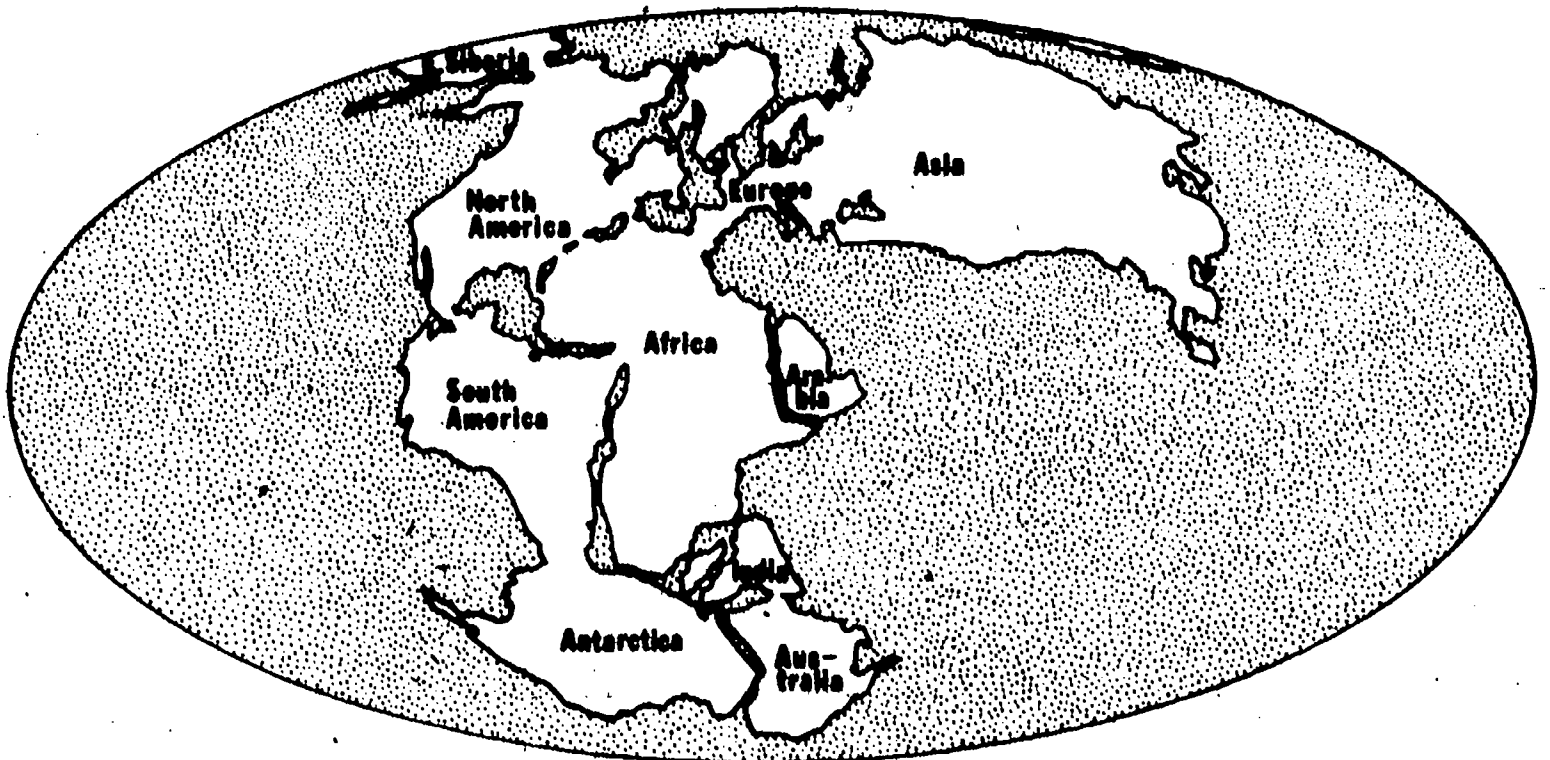 E. Siberia
Asia
Europe
North
America
Africa
Ara-
bia
South
America
India
Antarctica
Aus-
tralia